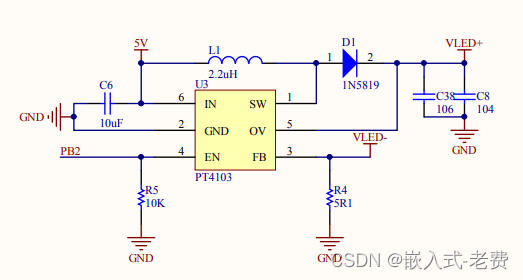 5V
L1
2.2uH
D1
1
2
1N5819
VLED+
C6
10uF
GND
U3
6
IN
SW
1
2
GND
OV
5
4
EN
FB
3
PT4103
PB2
VLED-
C38
106
C8
104
GND
R5
10K
GND
R4
5R1
GND
CSDN @嵌入式-老费